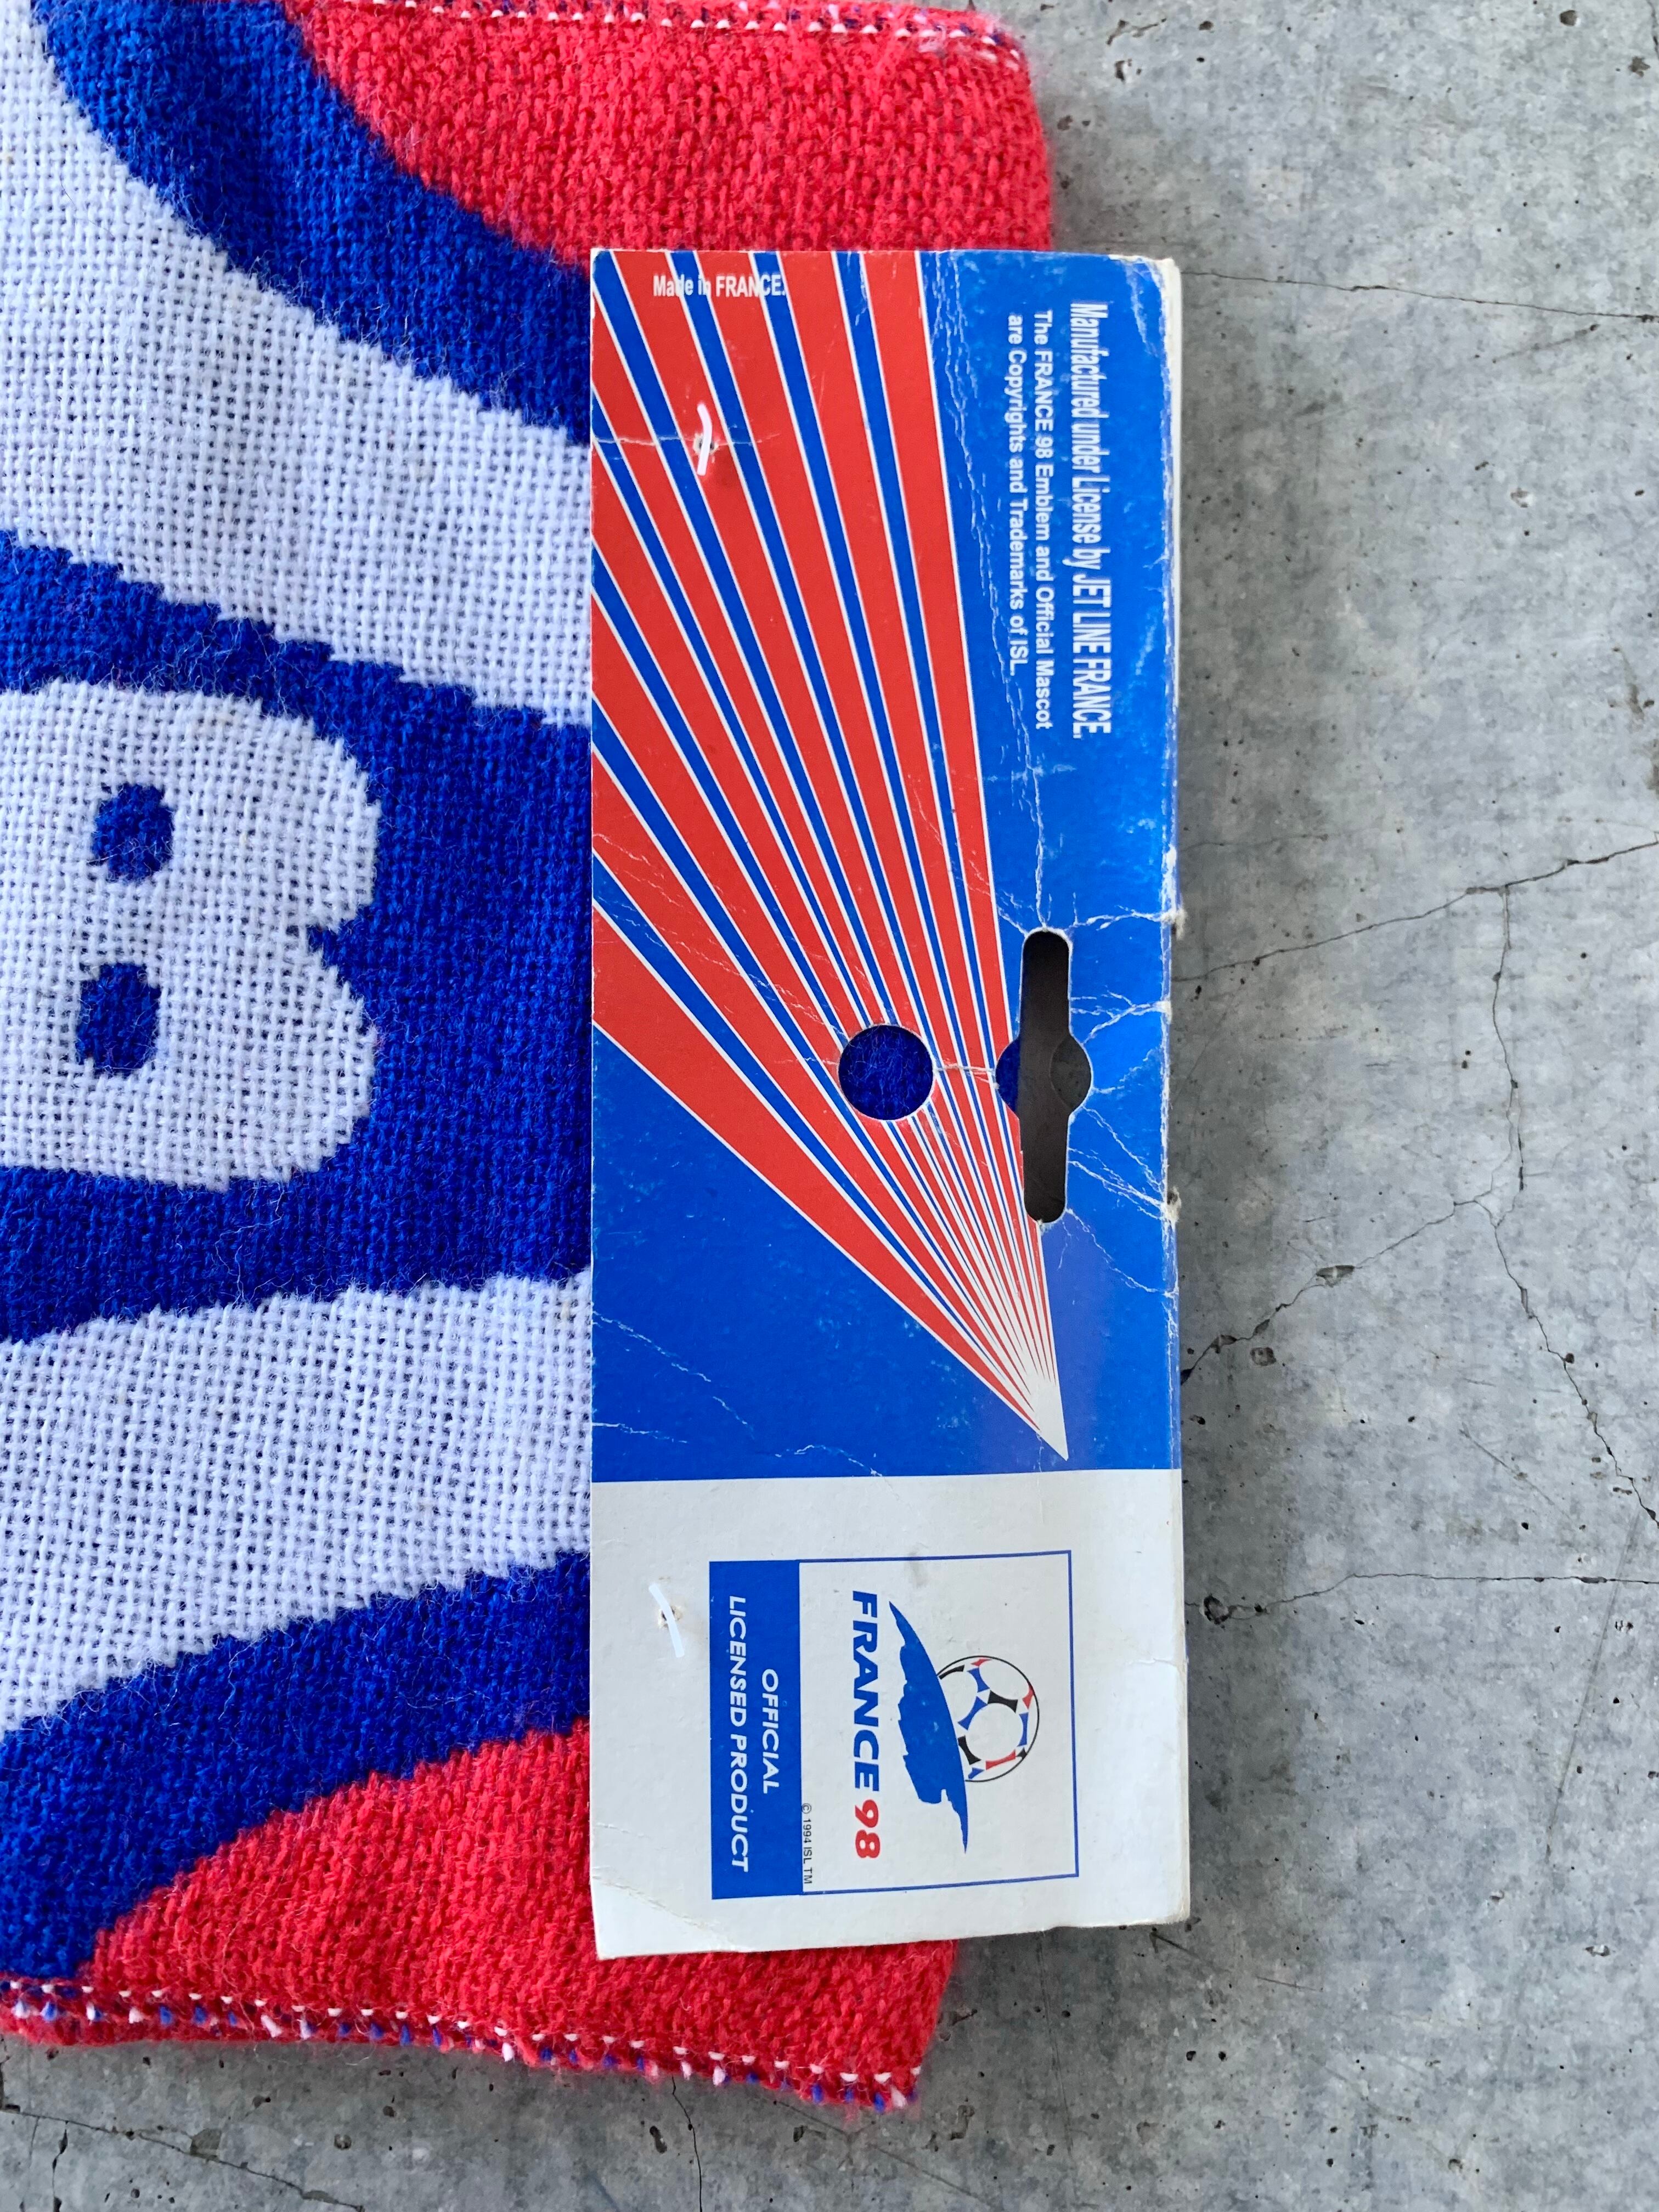 Manufactured under License by JET LINE FRANCE.
The FRANCE 98 Emblem and Official Mascot
are Copyrights and Trademarks of ISL.
Made in FRANCE.
FRANCE 98
© 1994 ISL TM
OFFICIAL
LICENSED PRODUCT
8